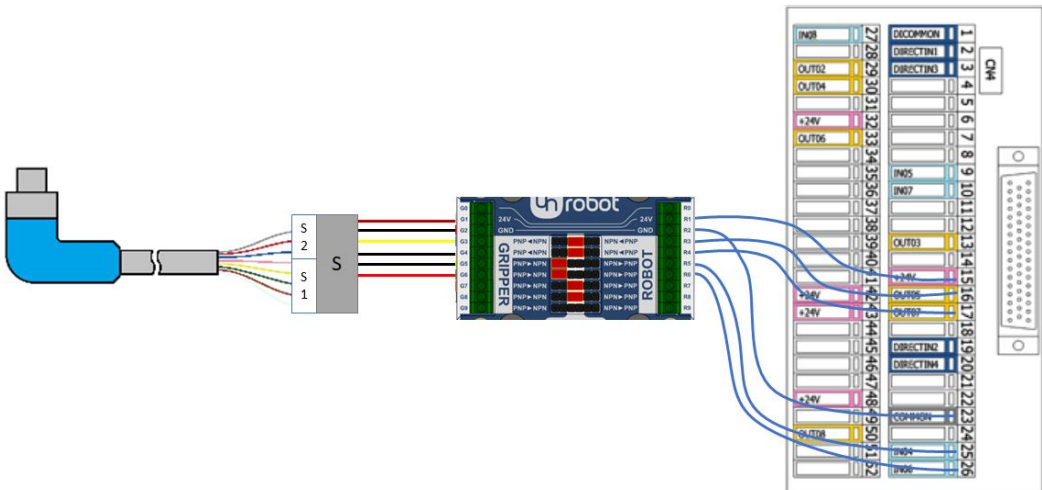 S
2
S
1
S
G0
G1
G2
G3
G4
G5
G6
G7
G8
G9
GRIPPER
robot
24V
GND
24V
GND
PNP◄NPN NPN◄PNP
PNP◄NPN NPN◄PNP
PNP►NPN NPN►PNP
PNP►NPN NPN►PNP
PNP►NPN NPN►PNP
PNP►NPN NPN►PNP
PNP►NPN NPN►PNP
ROBOT
R0
R1
R2
R3
R4
R5
R6
R7
R8
R9
CN4
IN08 27 DICOMMON 1
28 DIRECTIN1 2
OUT02 29 DIRECTIN3 3
OUT04 30 4
31 5
+24V 32 6
OUT06 33 7
34 8
35 IN05 9
36 IN07 10
37 11
38 12
39 OUT03 13
40 14
41 +24V 15
+24V 42 OUT05 16
+24V 43 OUT07 17
44 18
45 DIRECTIN2 19
46 DIRECTIN4 20
47 21
+24V 48 22
49 COMMON 23
OUT08 50 24
51 IN04 25
52 IN06 26